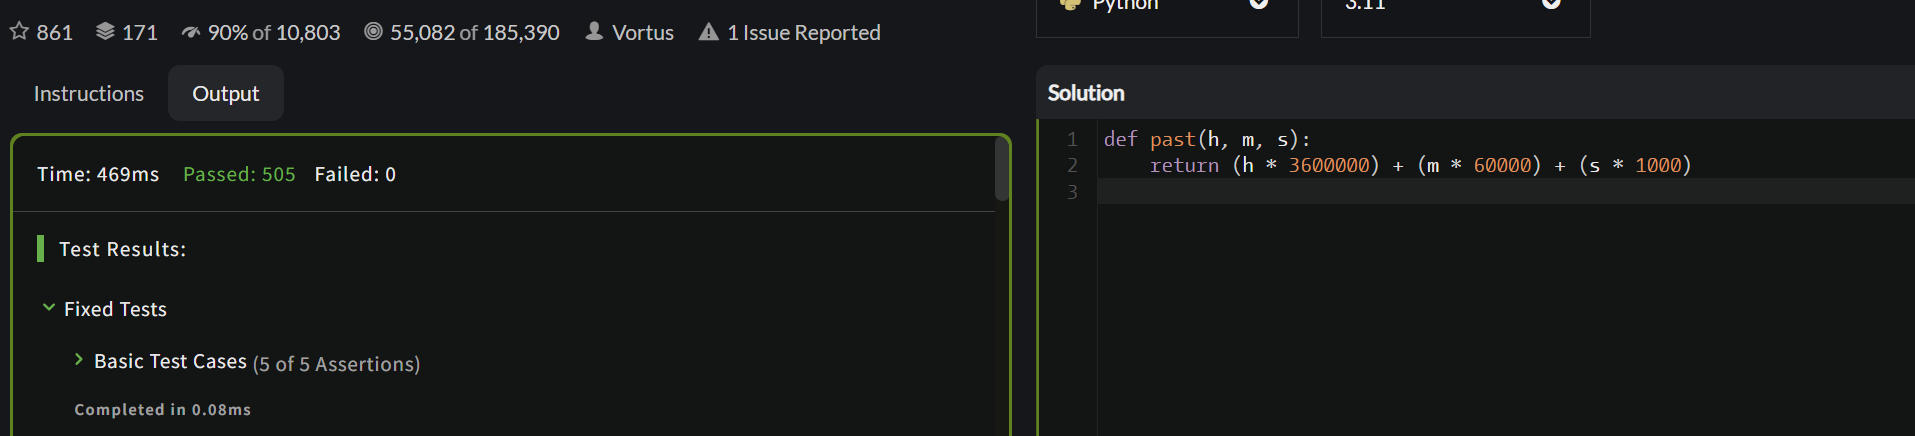 861 171 90% of 10,803 55,082 of 185,390 Vortus 1 Issue Reported
Instructions Output
Time: 469ms Passed: 505 Failed: 0
Test Results:
Fixed Tests
Basic Test Cases (5 of 5 Assertions)
Completed in 0.08ms
Python 3.11
Solution
1 def past(h, m, s):
2 return (h * 3600000) + (m * 60000) + (s * 1000)
3